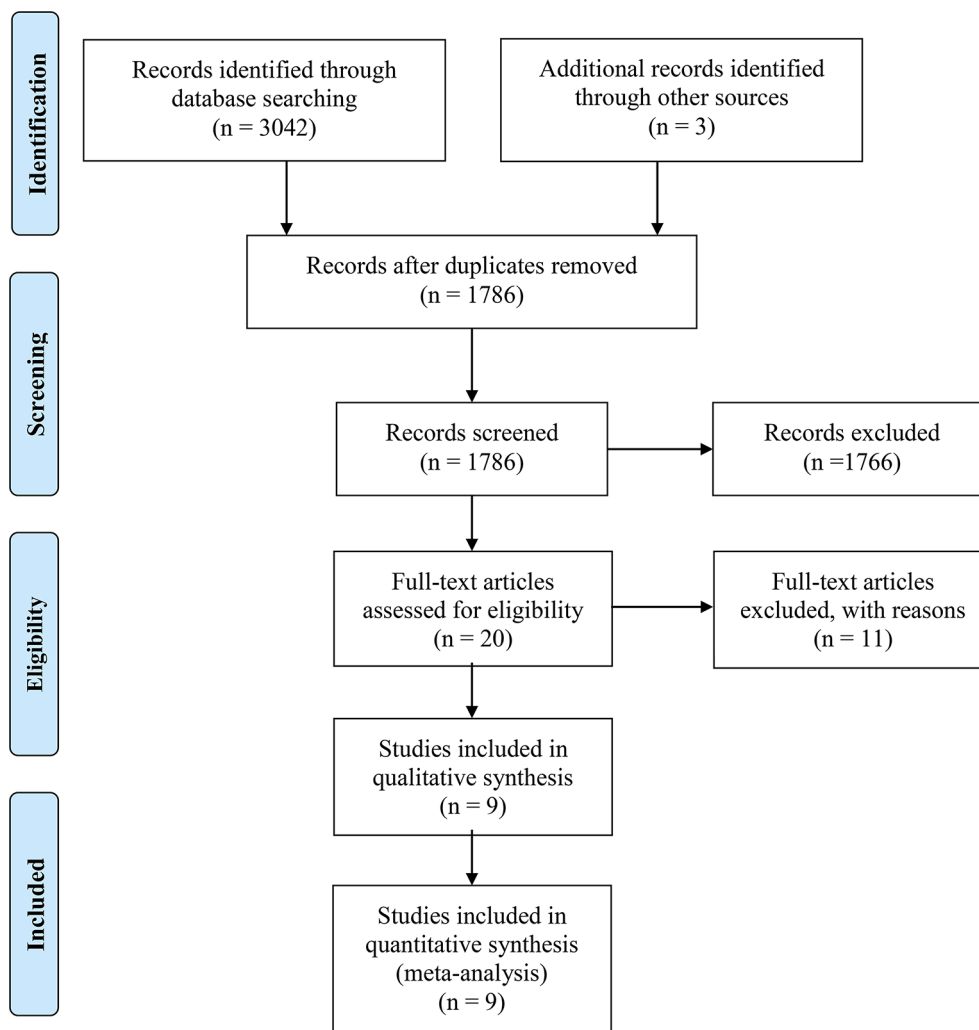 Identification
Records identified through
database searching
(n = 3042)
Additional records identified
through other sources
(n = 3)
Records after duplicates removed
(n = 1786)
Screening
Records screened
(n = 1786)
Records excluded
(n =1766)
Eligibility
Full-text articles
assessed for eligibility
(n = 20)
Full-text articles
excluded, with reasons
(n = 11)
Studies included in
qualitative synthesis
(n = 9)
Included
Studies included in
quantitative synthesis
(meta-analysis)
(n = 9)